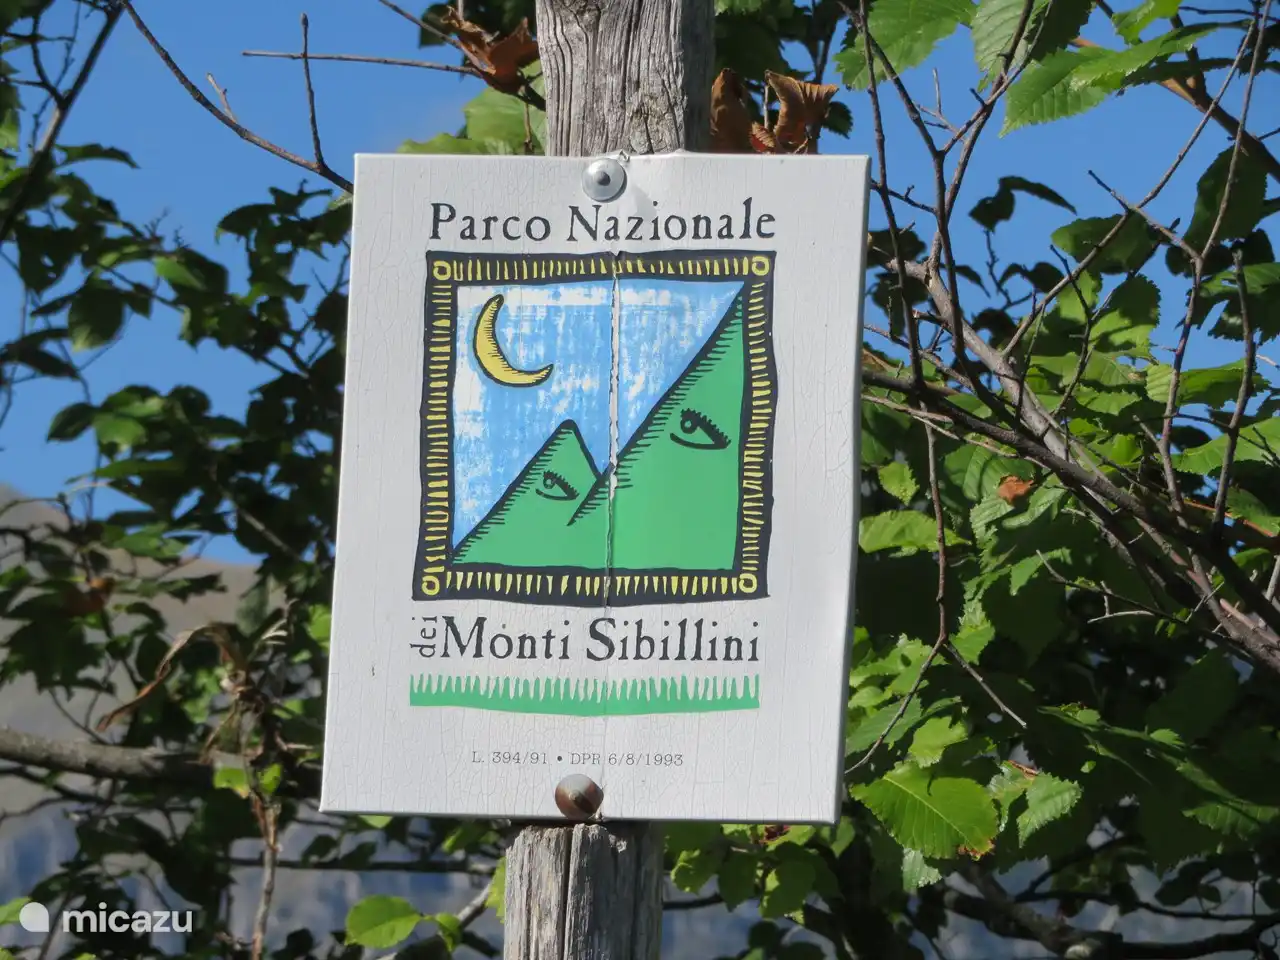 Parco Nazionale
dei Monti Sibillini
L. 394/91 • DPR 6/8/1993
micazu